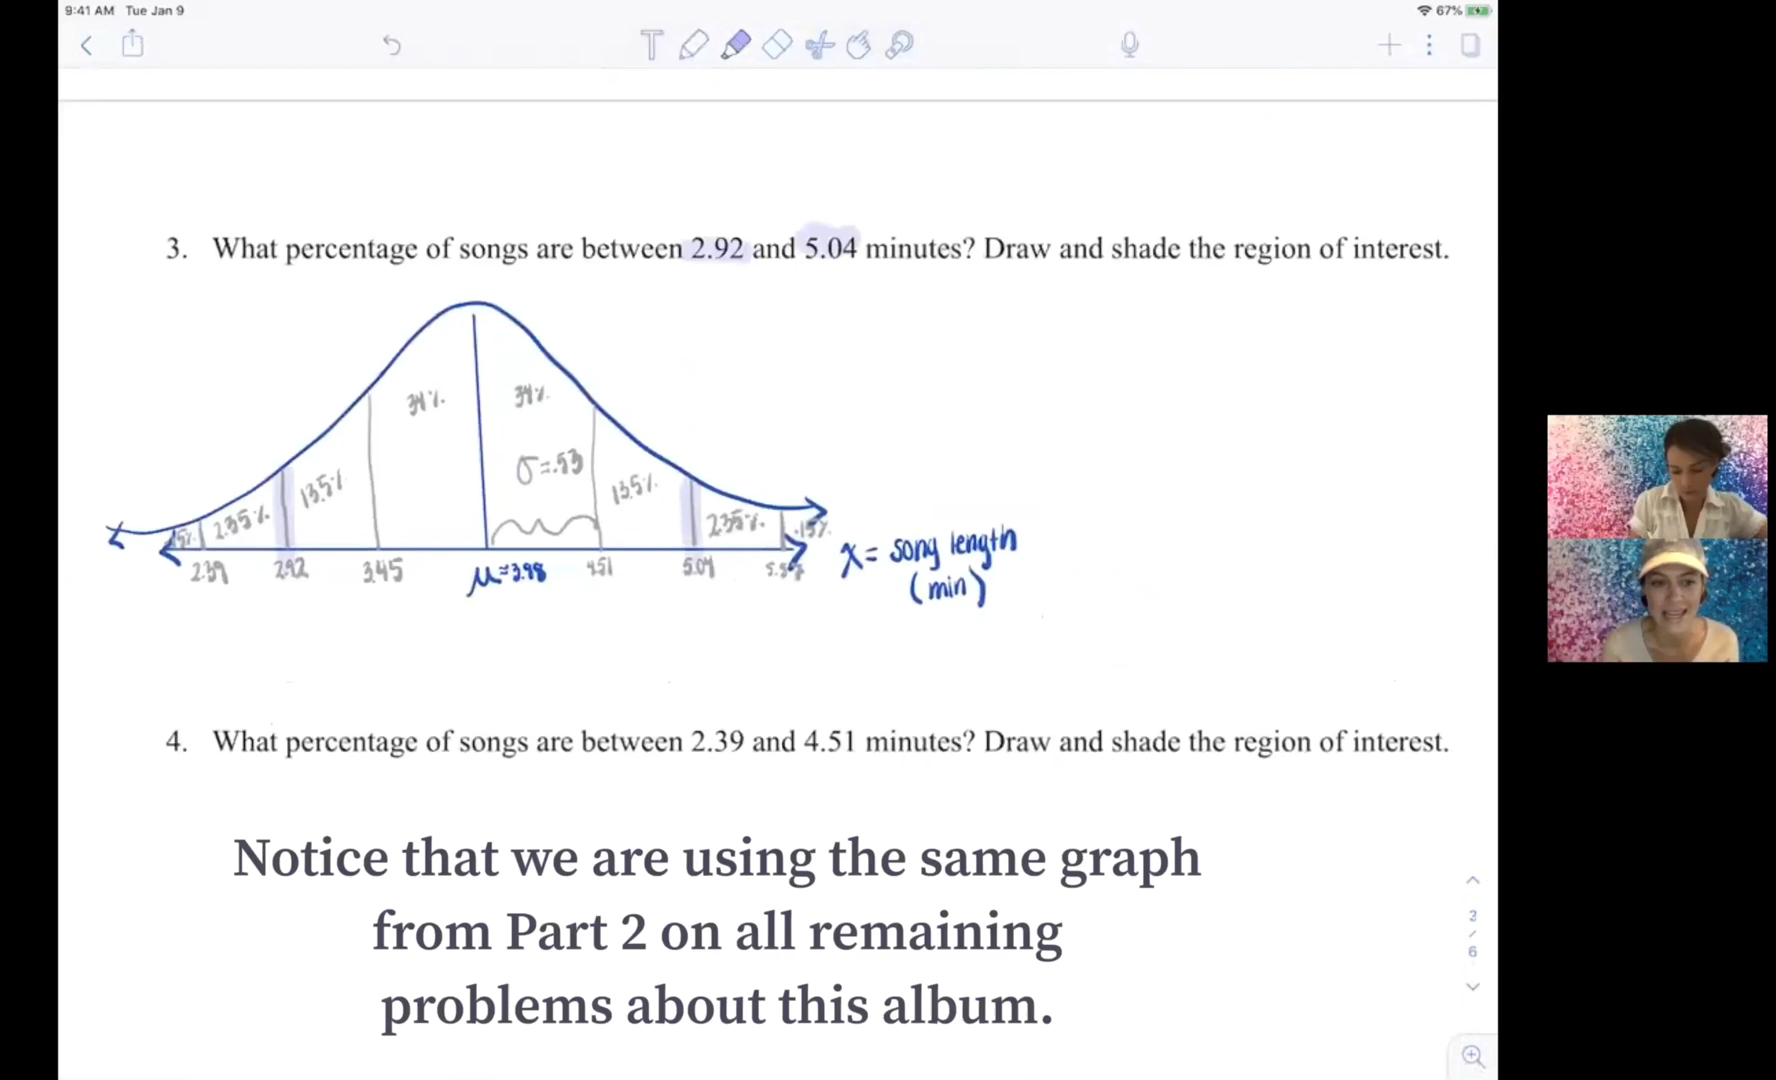 9:41 AM Tue Jan 9
67%
T
3. What percentage of songs are between 2.92 and 5.04 minutes? Draw and shade the region of interest.
34%
34%
σ=.53
13.5%
13.5%
2.35%
2.35%
.15%
2.39
2.92
3.45
μ=3.98
4.51
5.04
x = song length
(min)
4. What percentage of songs are between 2.39 and 4.51 minutes? Draw and shade the region of interest.
Notice that we are using the same graph
from Part 2 on all remaining
problems about this album.
6